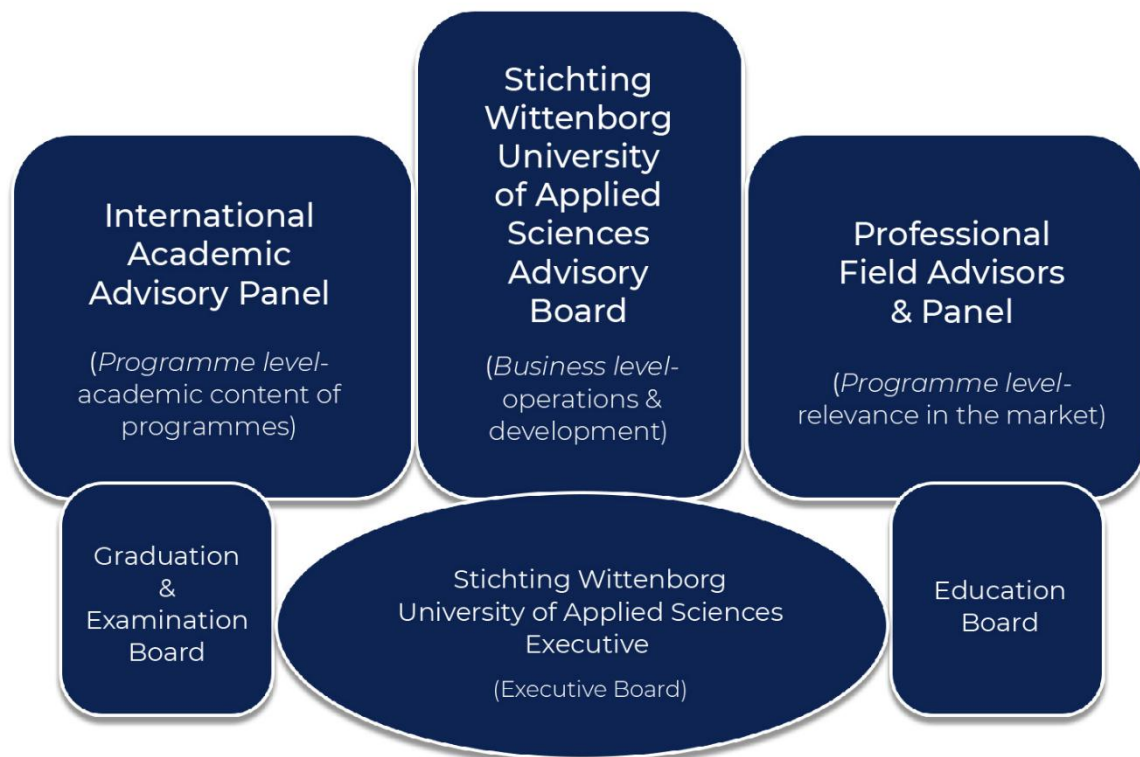 International
Academic
Advisory Panel
(Programme level-
academic content of
programmes)
Stichting
Wittenborg
University
of Applied
Sciences
Advisory
Board
(Business level-
operations &
development)
Professional
Field Advisors
& Panel
(Programme level-
relevance in the market)
Graduation
&
Examination
Board
Stichting Wittenborg
University of Applied Sciences
Executive
(Executive Board)
Education
Board